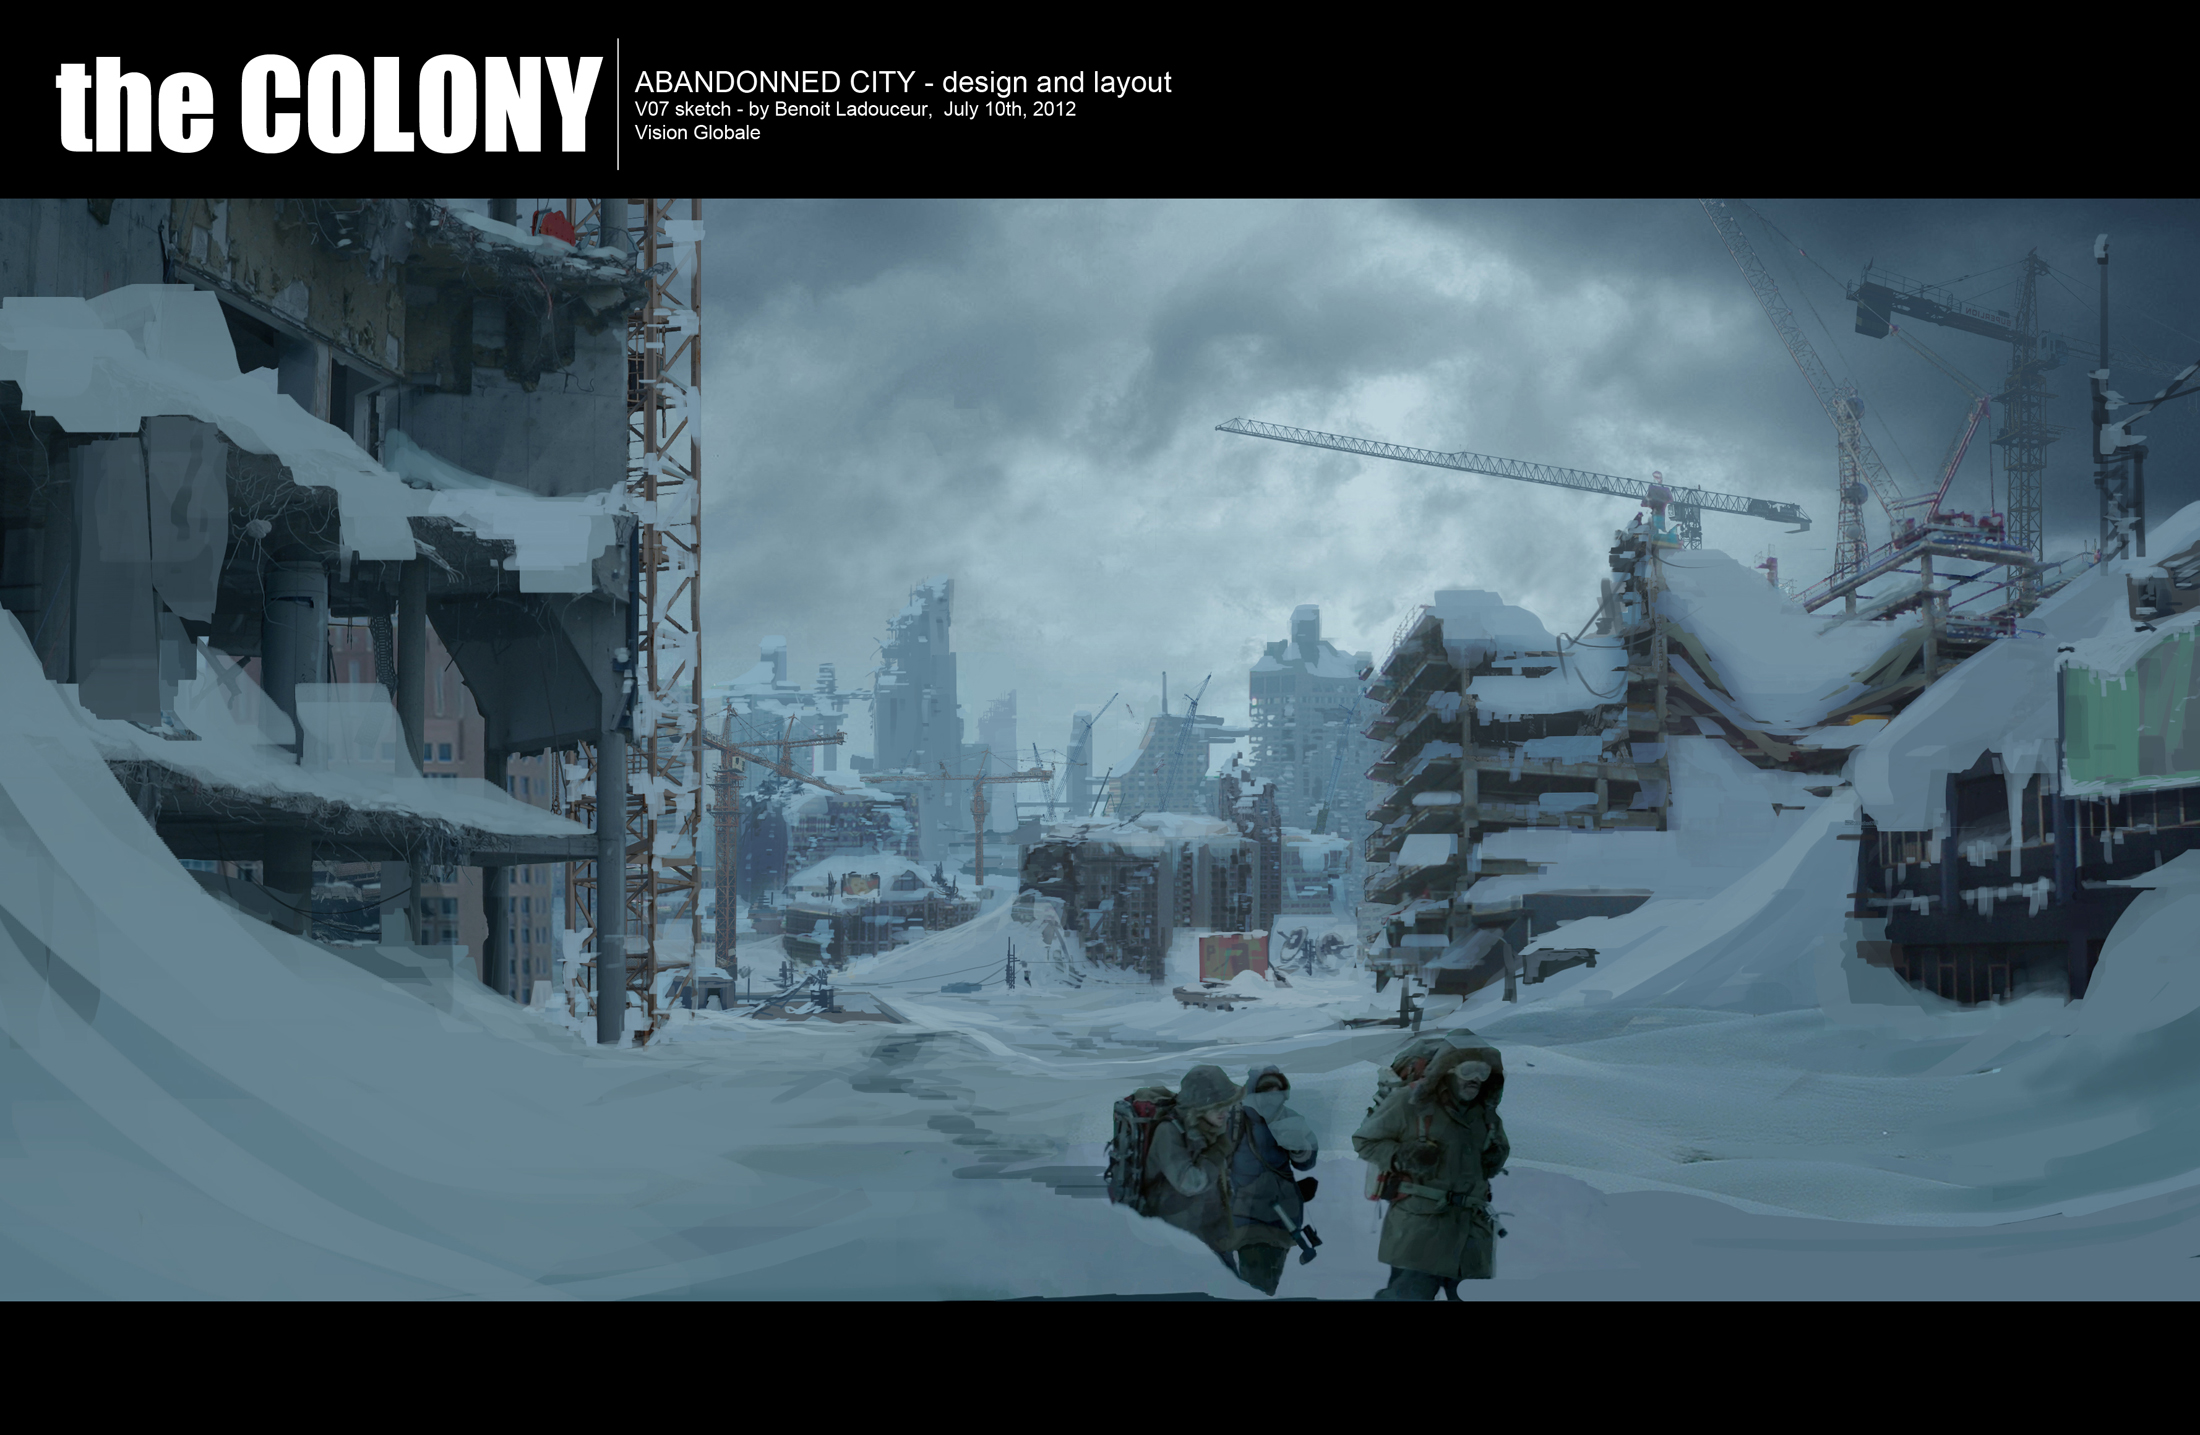 the COLONY
ABANDONNED CITY - design and layout
V07 sketch - by Benoit Ladouceur, July 10th, 2012
Vision Globale